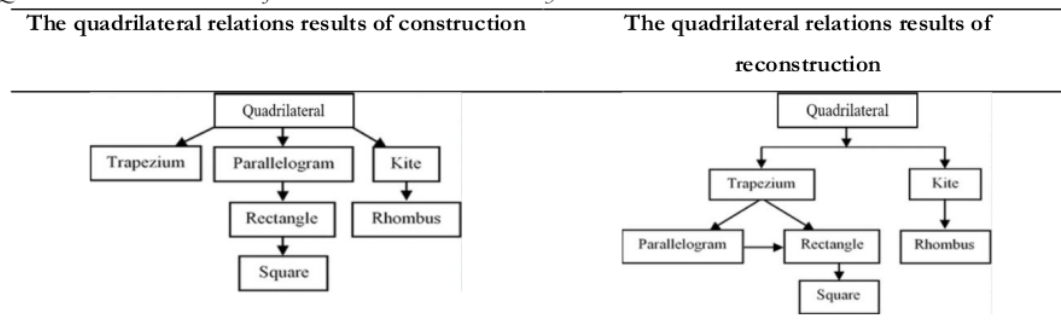 The quadrilateral relations results of construction
The quadrilateral relations results of
reconstruction
Quadrilateral
Trapezium
Parallelogram
Kite
Rectangle
Rhombus
Square
Quadrilateral
Trapezium
Kite
Parallelogram
Rectangle
Rhombus
Square